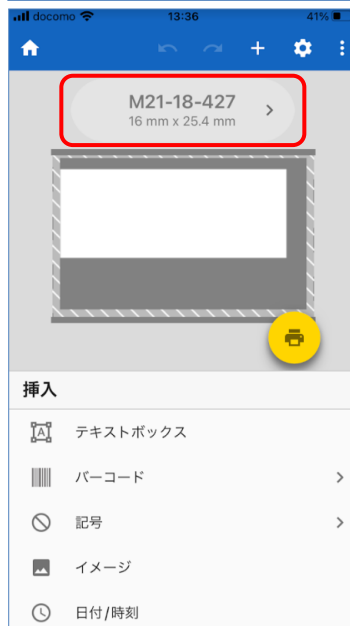 docomo 13:36 41%
M21-18-427
16 mm x 25.4 mm
挿入
A テキストボックス
バーコード
記号
イメージ
日付/時刻